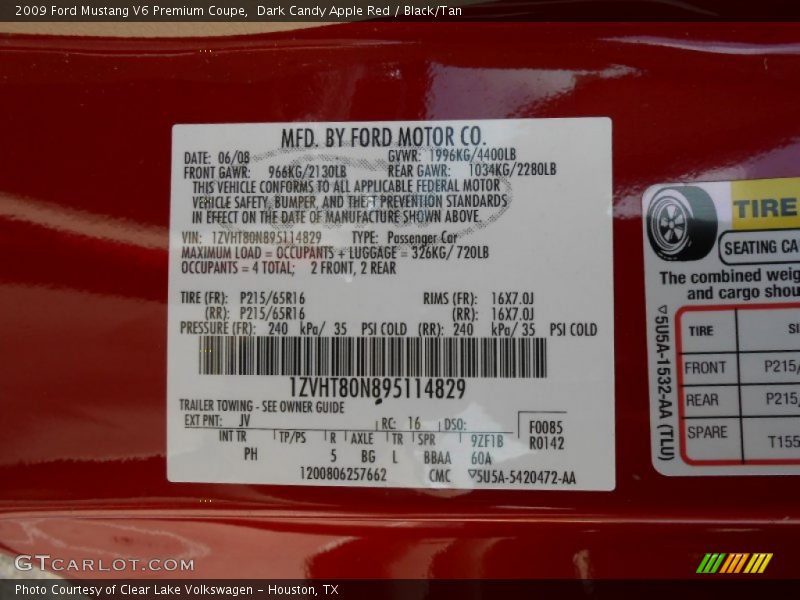 2009 Ford Mustang V6 Premium Coupe,  Dark Candy Apple Red / Black/Tan
MFD. BY FORD MOTOR CO.
DATE: 06/08 GVWR: 1996KG/4400LB
FRONT GAWR: 966KG/2130LB REAR GAWR: 1034KG/2280LB
THIS VEHICLE CONFORMS TO ALL APPLICABLE FEDERAL MOTOR
VEHICLE SAFETY, BUMPER, AND THEFT PREVENTION STANDARDS
IN EFFECT ON THE DATE OF MANUFACTURE SHOWN ABOVE.
VIN: 1ZVHT80N895114829 TYPE: Passenger Car
MAXIMUM LOAD = OCCUPANTS + LUGGAGE = 326KG/ 720LB
OCCUPANTS = 4 TOTAL; 2 FRONT, 2 REAR
TIRE (FR): P215/65R16 RIMS (FR): 16X7.0J
(RR): P215/65R16 (RR): 16X7.0J
PRESSURE (FR): 240 kPa/ 35 PSI COLD (RR): 240 kPa/ 35 PSI COLD
1ZVHT80N895114829
TRAILER TOWING - SEE OWNER GUIDE
EXT PNT: JV RC: 16 DSO: F0085
INT TR TP/PS R AXLE TR SPR 9ZF1B R0142
PH 5 BG L BBAA 60A
1200806257662 CMC ▽5U5A-5420472-AA
TIRE
SEATING CA
The combined weig
and cargo shou
▽5U5A-1532-AA (TLU)
TIRE SI
FRONT P215/
REAR P215/
SPARE T155
GTCARLOT.COM
Photo Courtesy of Clear Lake Volkswagen - Houston, TX